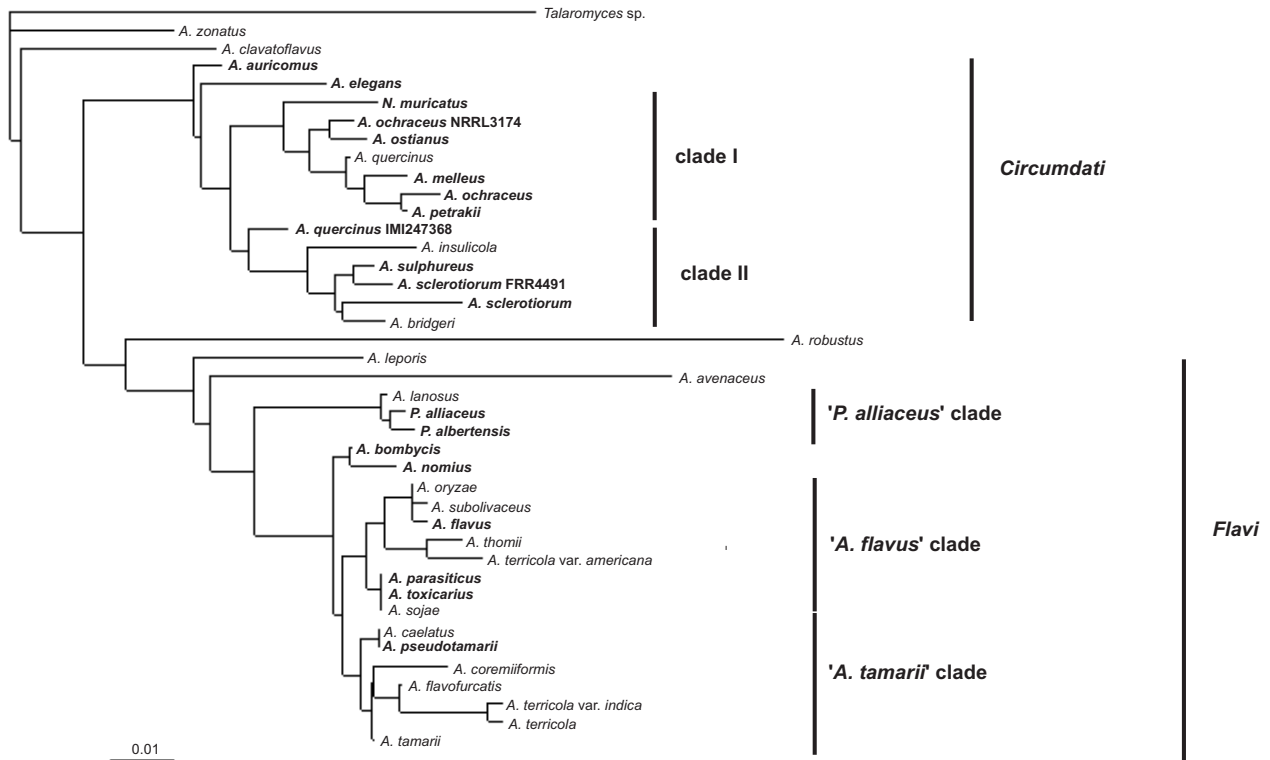 Talaromyces sp.
A. zonatus
A. clavatoflavus
A. auricomus
A. elegans
N. muricatus
A. ochraceus NRRL3174
A. ostianus
A. quercinus
A. melleus
A. ochraceus
A. petrakii
clade I
Circumdati
A. quercinus IMI247368
A. insulicola
A. sulphureus
A. sclerotiorum FRR4491
A. sclerotiorum
A. bridgeri
clade II
A. robustus
A. leporis
A. avenaceus
A. lanosus
P. alliaceus
P. albertensis
'P. alliaceus' clade
A. bombycis
A. nomius
A. oryzae
A. subolivaceus
A. flavus
A. thomii
A. terricola var. americana
A. parasiticus
A. toxicarius
A. sojae
'A. flavus' clade
Flavi
A. caelatus
A. pseudotamarii
A. coremiiformis
A. flavofurcatis
A. terricola var. indica
A. terricola
A. tamarii
'A. tamarii' clade
0.01